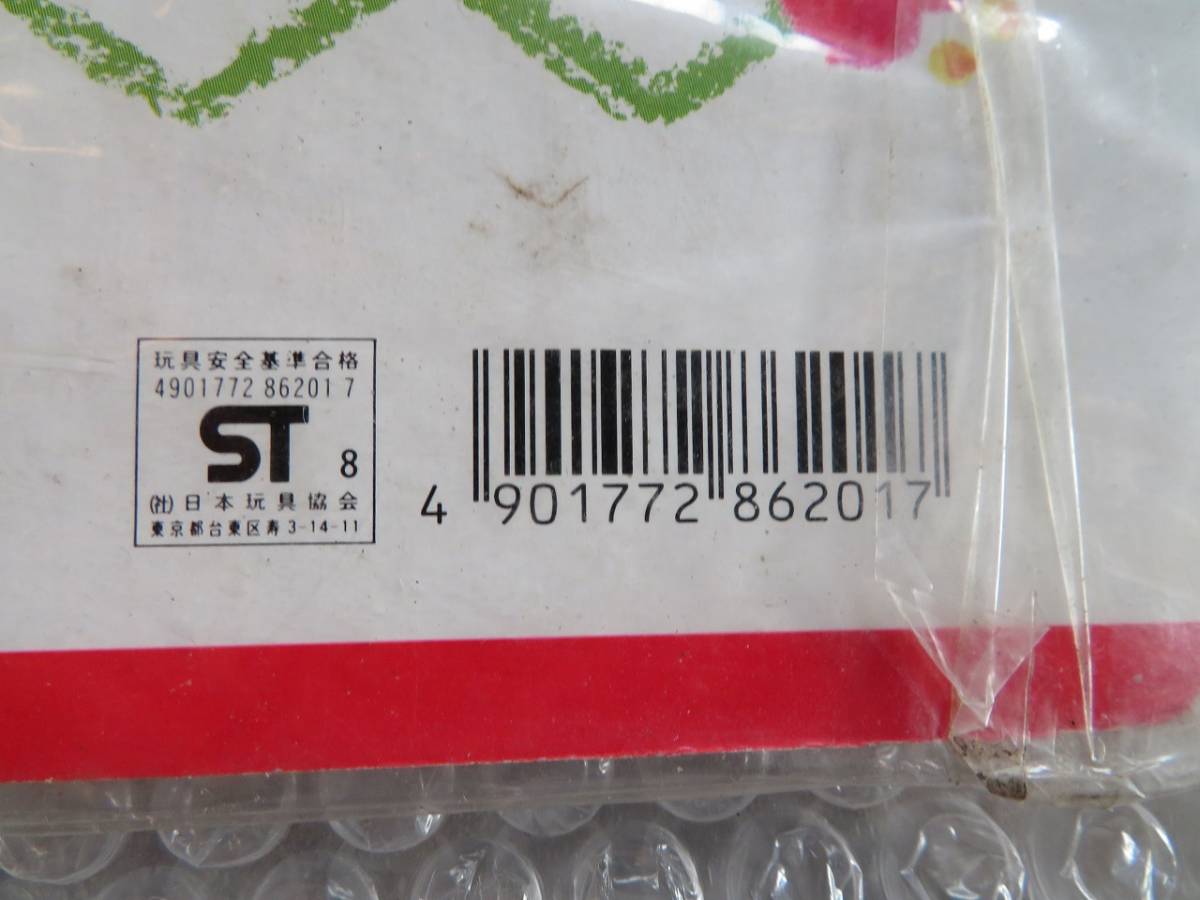 玩具安全基準合格
4901772 86201 7
ST 8
(社)日本玩具協会
東京都台東区寿3-14-11
4 901772 862017